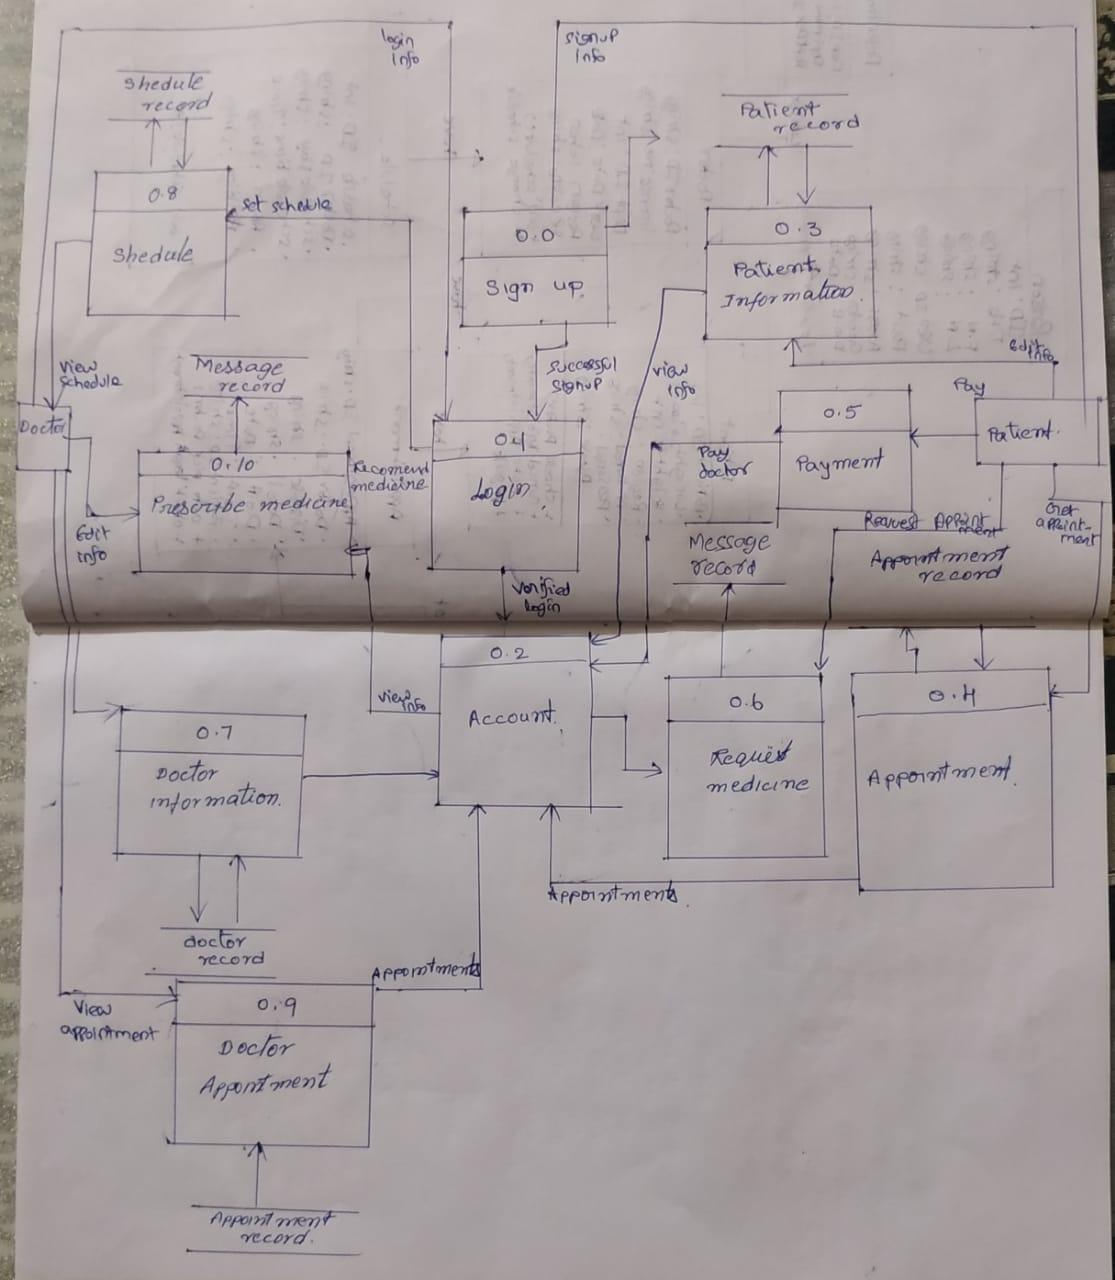 login
info
signup
info
Shedule
record
Patient
record
0.8
Shedule
Set schedule
0.0
Sign up
0.3
Patient
Information
Successful
signup
View
info
Edit
info
View
schedule
Message
record
Doctor
0.10
Prescribe medicine
Recomend
medicine
Edit
info
Login
Verified
login
Pay
doctor
0.5
Payment
Pay
Patient
Request Appoint
ment
Get
appoint-
ment
Message
record
Appointment
record
0.2
Account
View
info
0.7
Doctor
information.
0.6
Request
medicine
0.4
Appointment
Appointments
doctor
record
Appointments
View
appointment
0.9
Doctor
Appontment
Appointment
record.